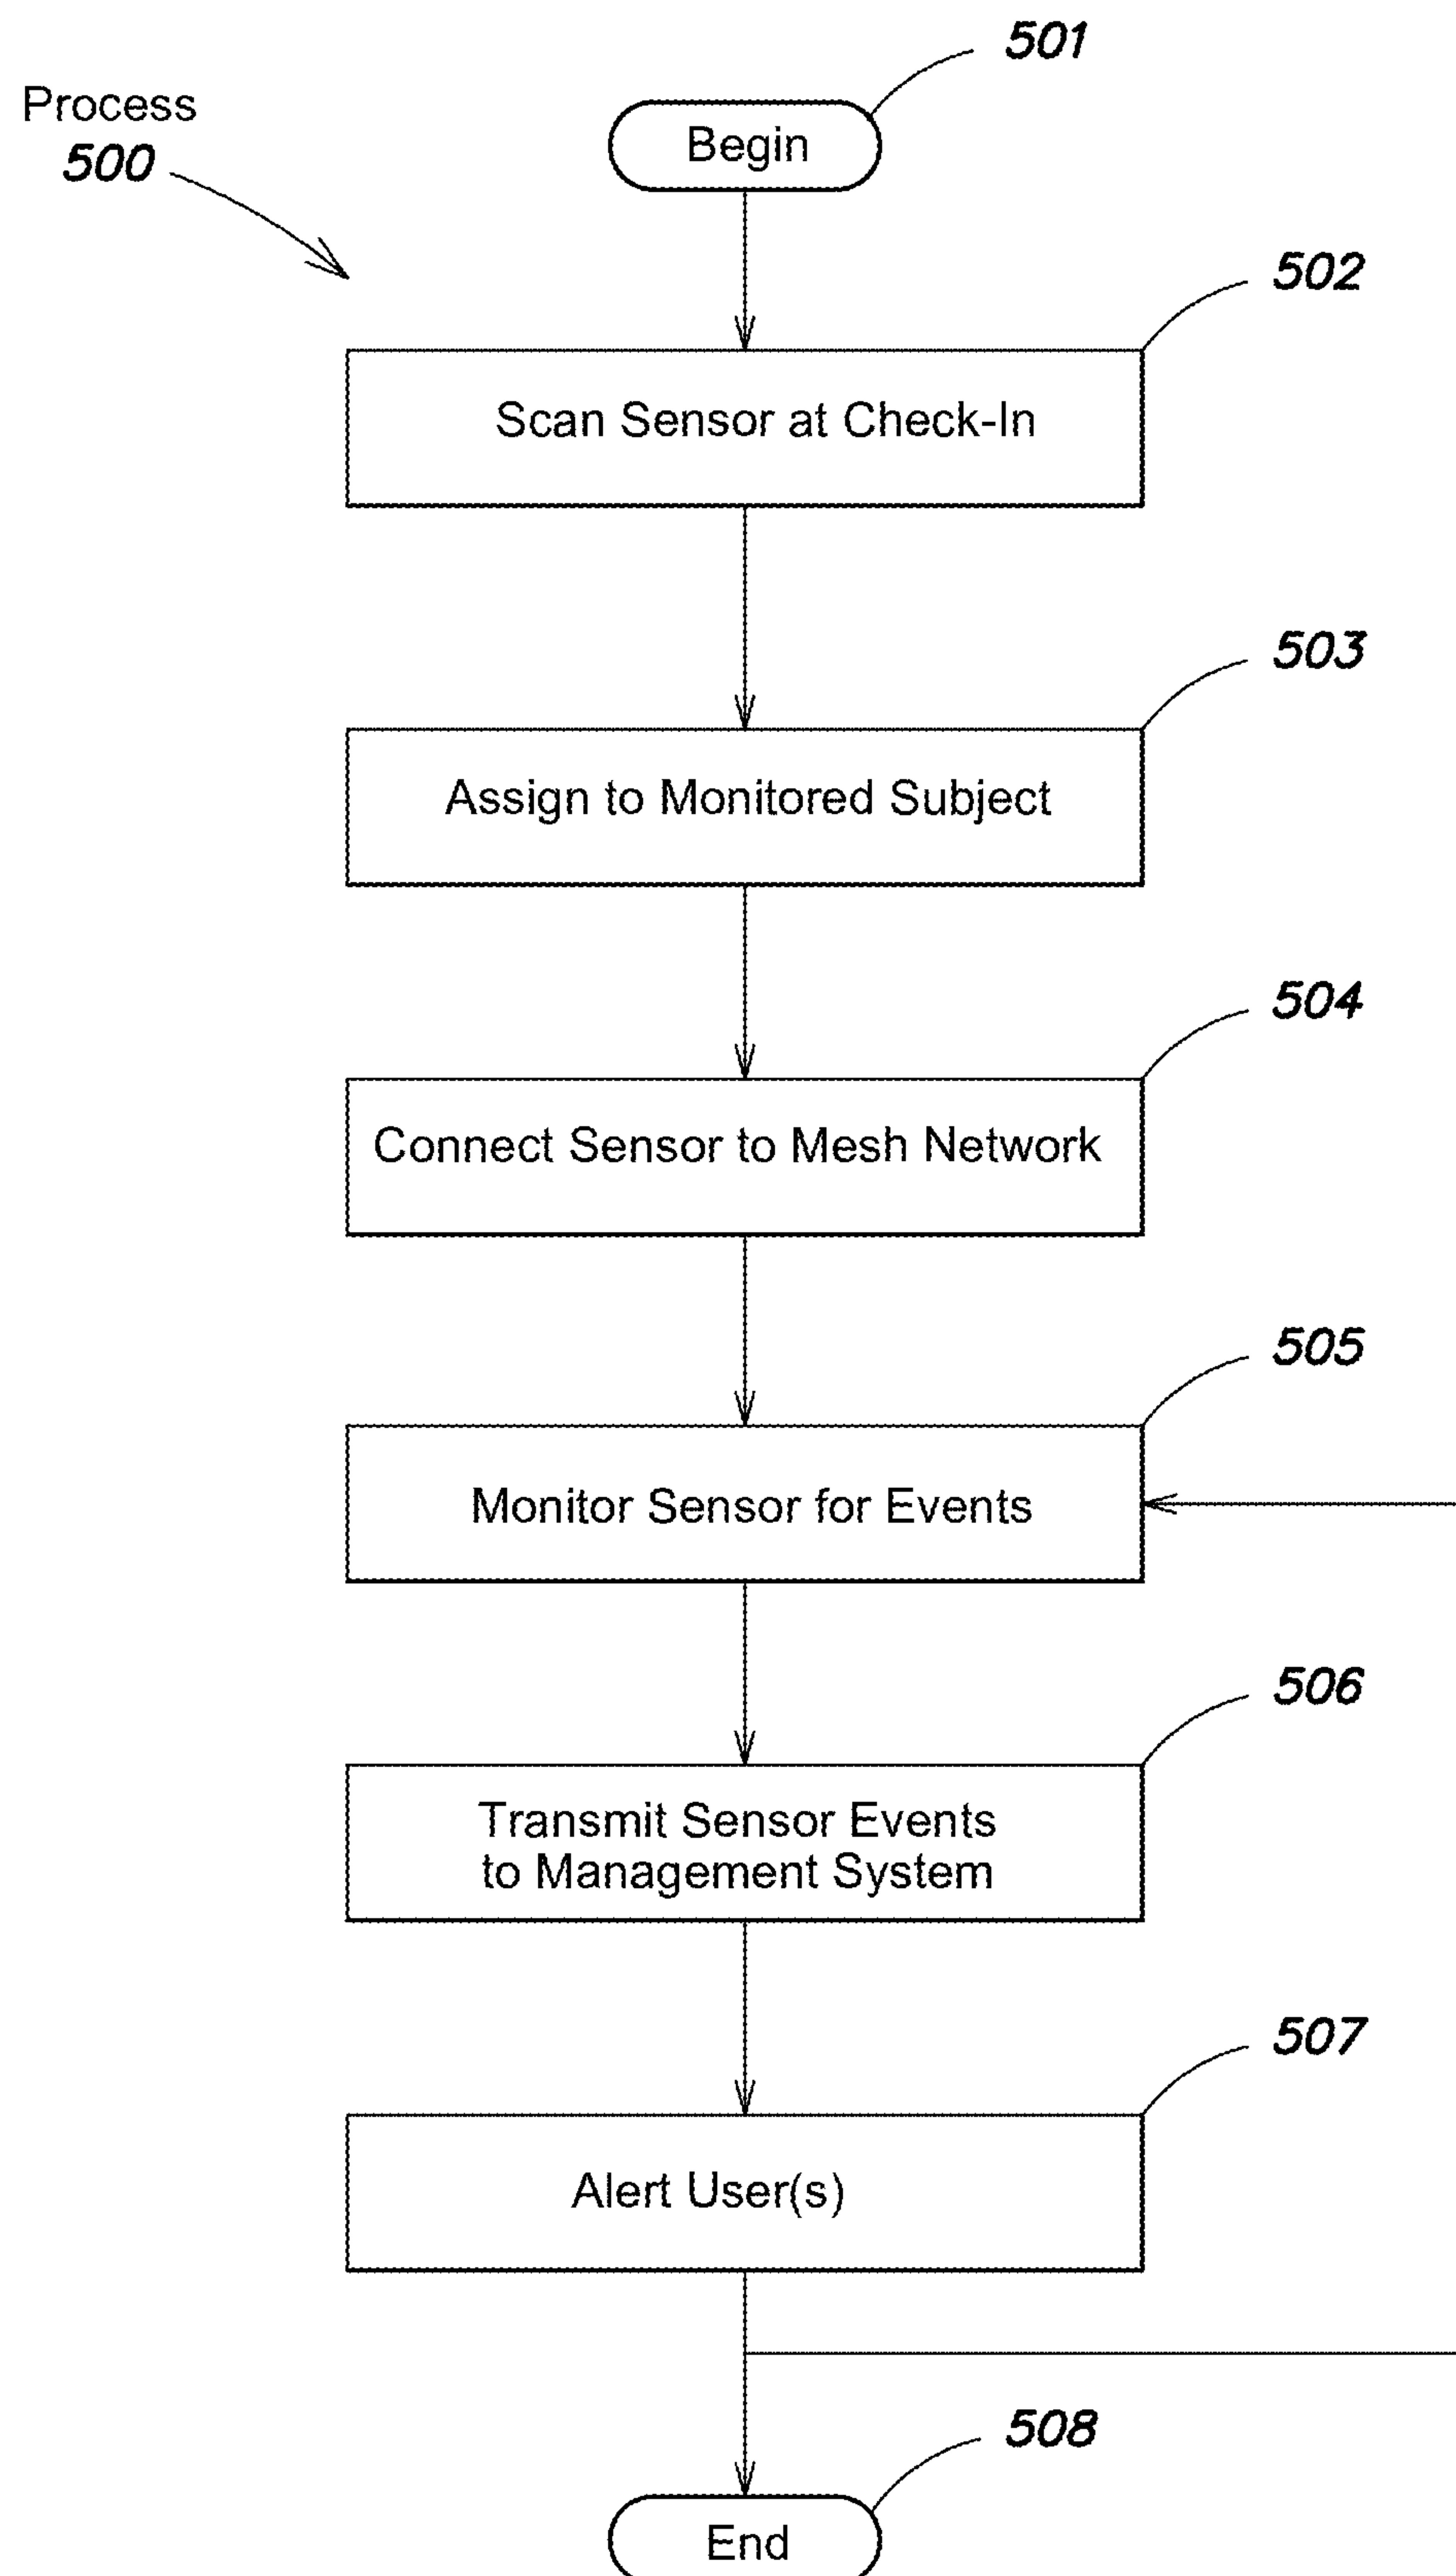 501
Process
500
Begin
502
Scan Sensor at Check-In
503
Assign to Monitored Subject
504
Connect Sensor to Mesh Network
505
Monitor Sensor for Events
506
Transmit Sensor Events
to Management System
507
Alert User(s)
508
End